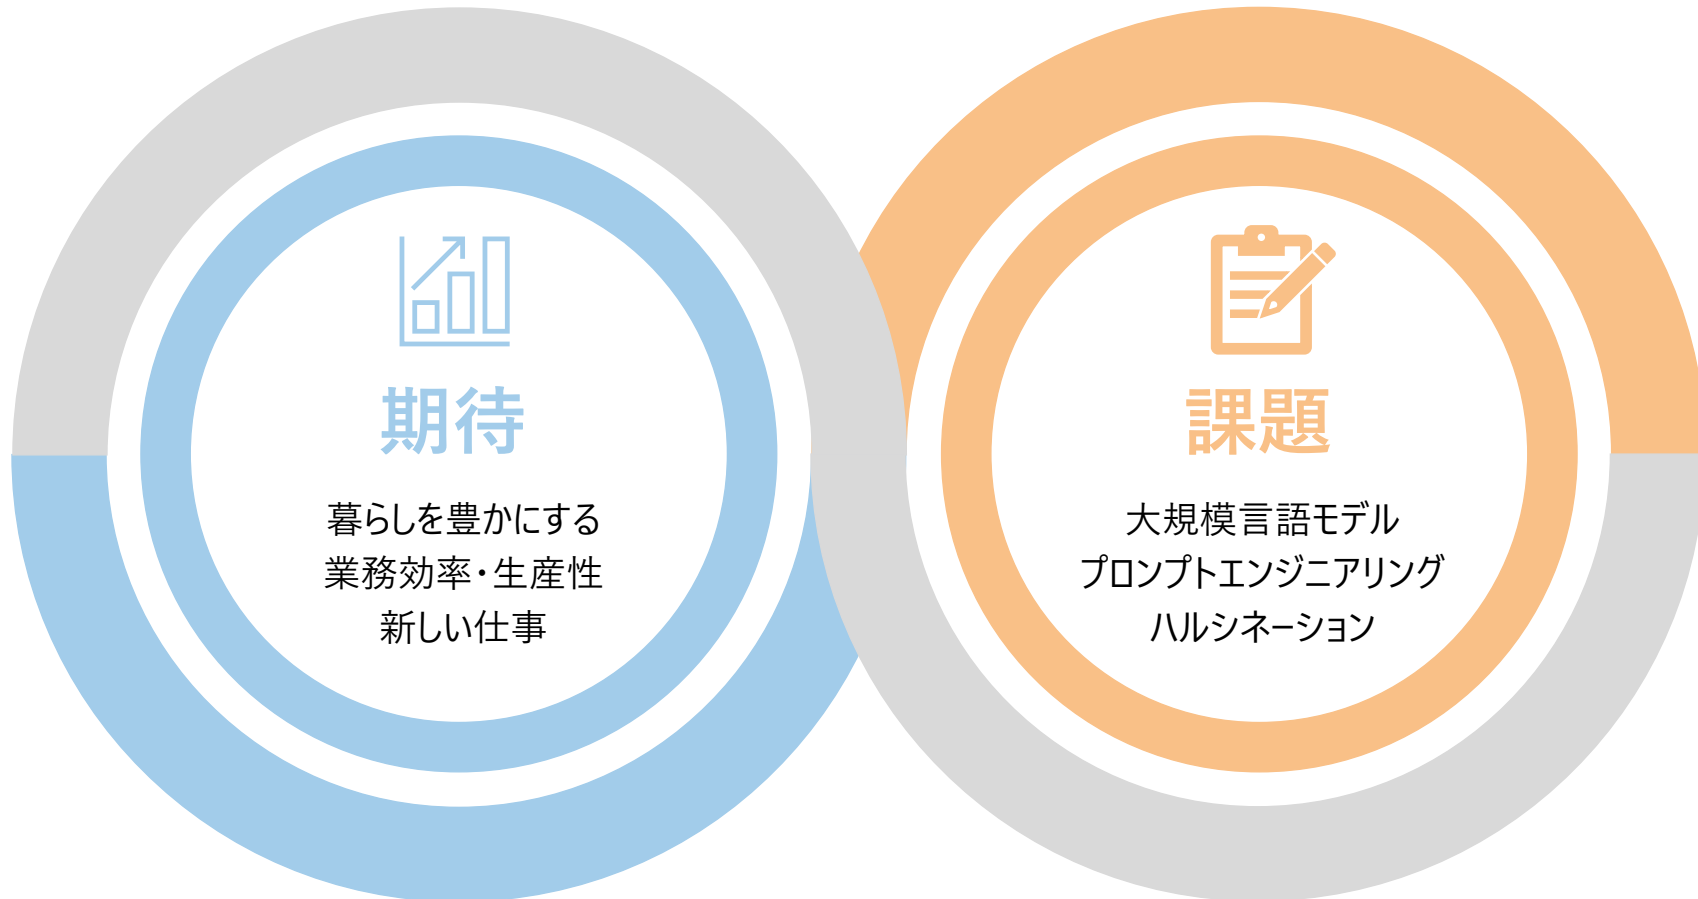 期待
暮らしを豊かにする
業務効率・生産性
新しい仕事
課題
大規模言語モデル
プロンプトエンジニアリング
ハルシネーション